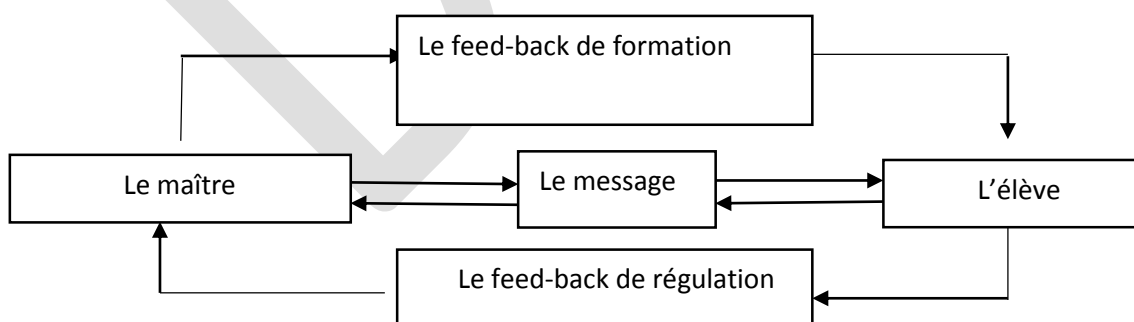 Le feed-back de formation
Le maître
Le message
L’élève
Le feed-back de régulation